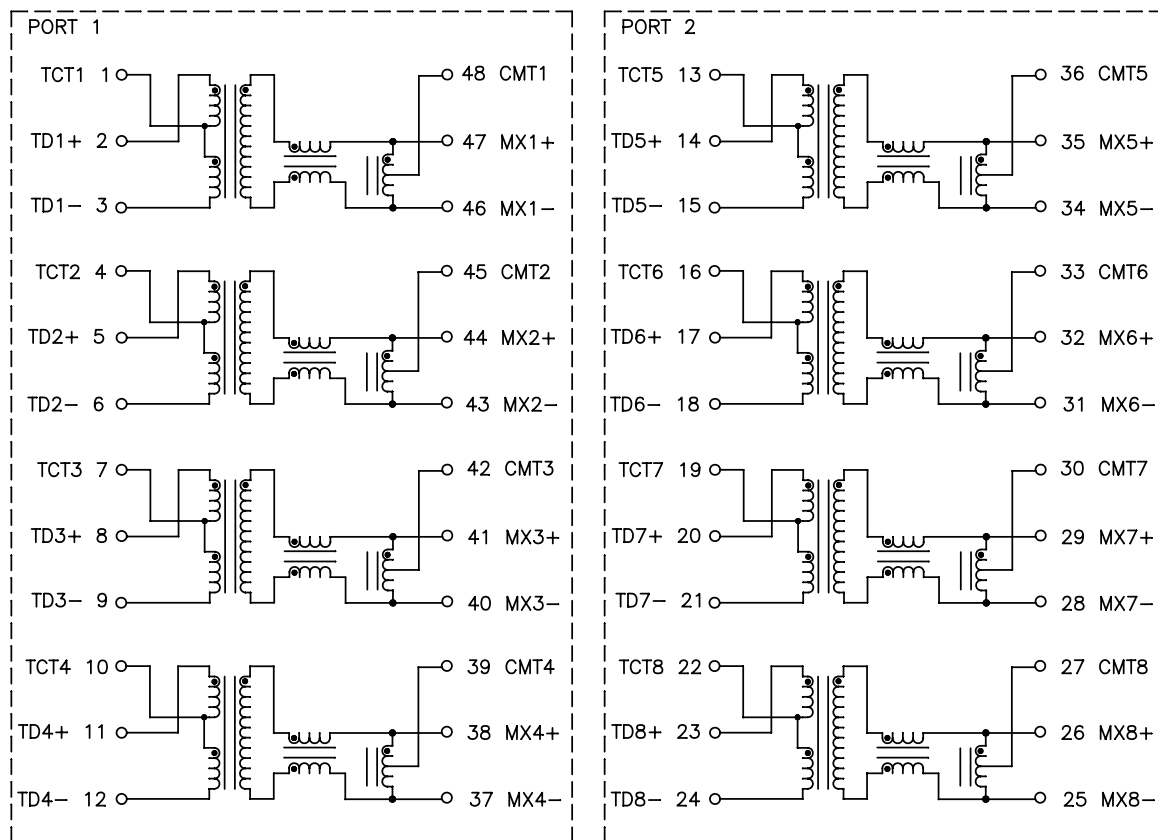 PORT 1
TCT1 1
48 CMT1
TD1+ 2
47 MX1+
TD1− 3
46 MX1−
TCT2 4
45 CMT2
TD2+ 5
44 MX2+
TD2− 6
43 MX2−
TCT3 7
42 CMT3
TD3+ 8
41 MX3+
TD3− 9
40 MX3−
TCT4 10
39 CMT4
TD4+ 11
38 MX4+
TD4− 12
37 MX4−
PORT 2
TCT5 13
36 CMT5
TD5+ 14
35 MX5+
TD5− 15
34 MX5−
TCT6 16
33 CMT6
TD6+ 17
32 MX6+
TD6− 18
31 MX6−
TCT7 19
30 CMT7
TD7+ 20
29 MX7+
TD7− 21
28 MX7−
TCT8 22
27 CMT8
TD8+ 23
26 MX8+
TD8− 24
25 MX8−